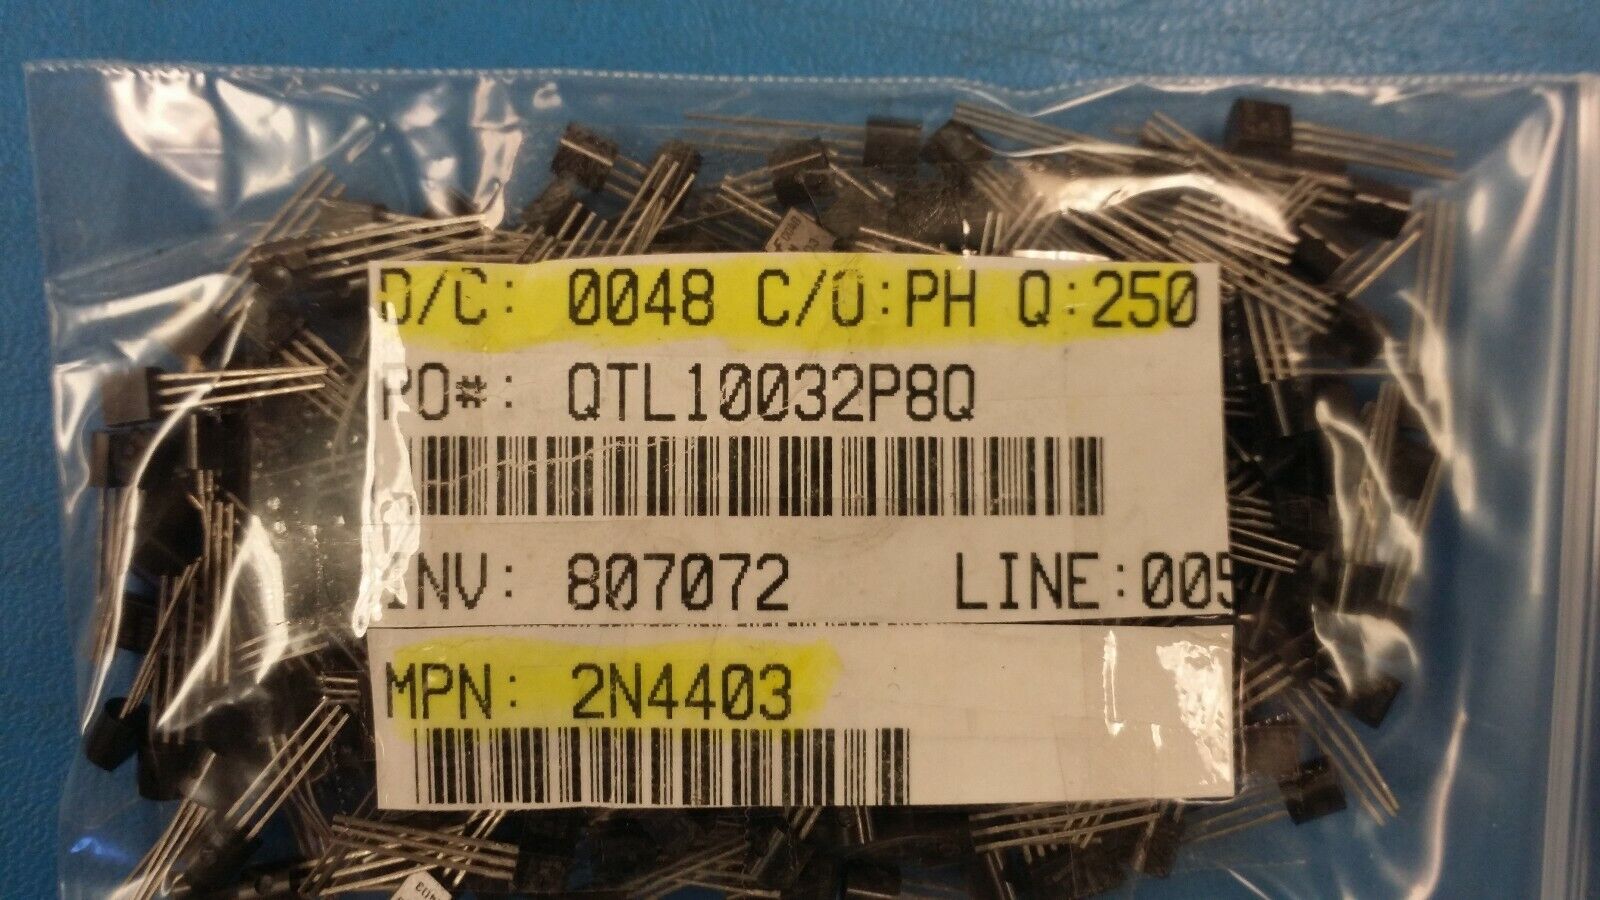 D/C: 0048 C/O:PH Q:250
PO#: QTL10032P8Q
INV: 807072 LINE:005
MPN: 2N4403